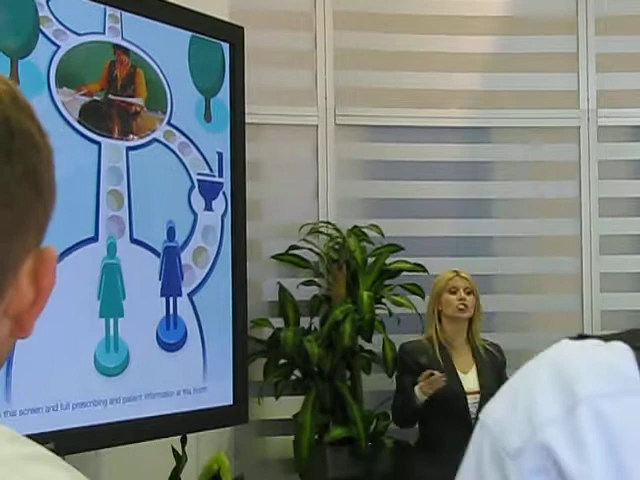 this screen and full prescribing and patient information at this booth